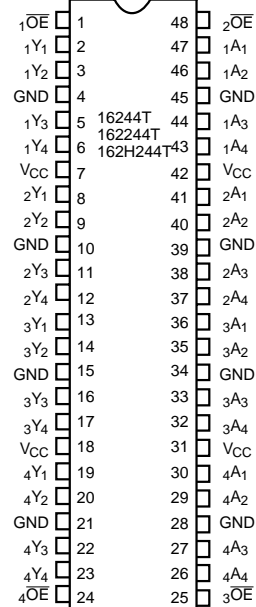 1OE 1 48 2OE
1Y1 2 47 1A1
1Y2 3 46 1A2
GND 4 45 GND
1Y3 5 16244T 44 1A3
1Y4 6 162244T 43 1A4
162H244T
VCC 7 42 VCC
2Y1 8 41 2A1
2Y2 9 40 2A2
GND 10 39 GND
2Y3 11 38 2A3
2Y4 12 37 2A4
3Y1 13 36 3A1
3Y2 14 35 3A2
GND 15 34 GND
3Y3 16 33 3A3
3Y4 17 32 3A4
VCC 18 31 VCC
4Y1 19 30 4A1
4Y2 20 29 4A2
GND 21 28 GND
4Y3 22 27 4A3
4Y4 23 26 4A4
4OE 24 25 3OE